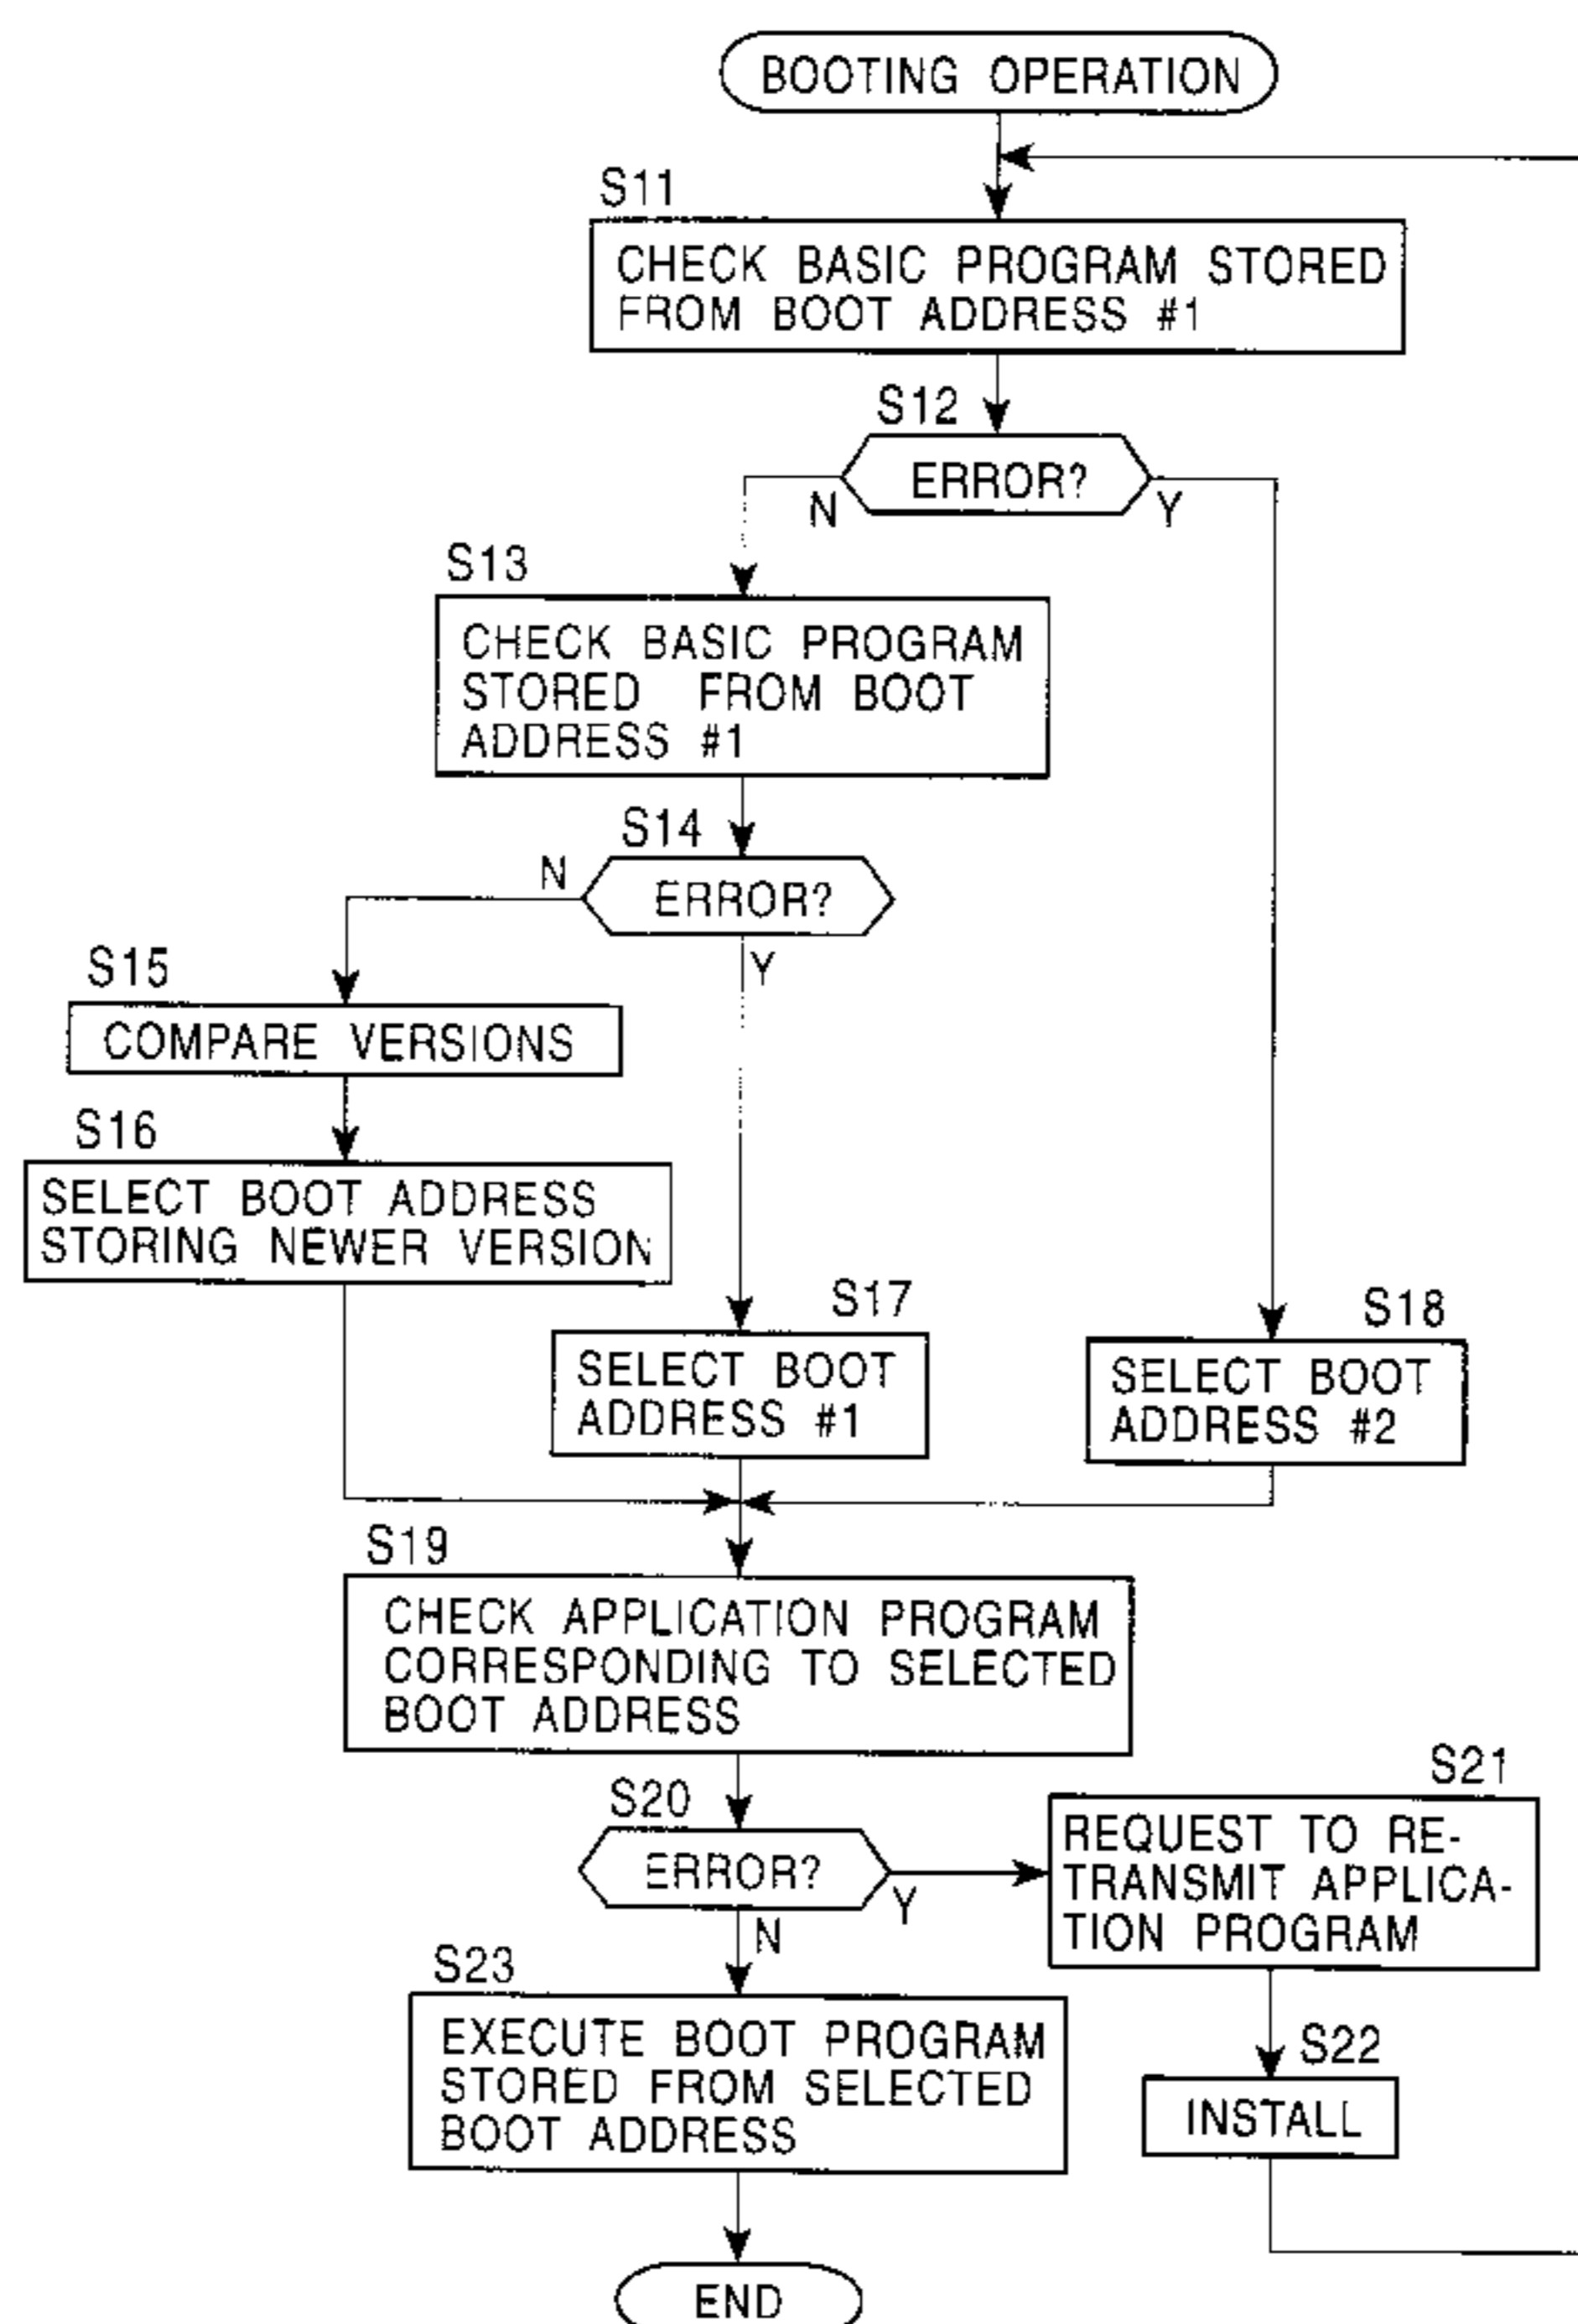 BOOTING OPERATION
S11
CHECK BASIC PROGRAM STORED
FROM BOOT ADDRESS #1
S12
ERROR?
N
Y
S13
CHECK BASIC PROGRAM
STORED FROM BOOT
ADDRESS #1
S14
ERROR?
N
Y
S15
COMPARE VERSIONS
S16
SELECT BOOT ADDRESS
STORING NEWER VERSION
S17
SELECT BOOT
ADDRESS #1
S18
SELECT BOOT
ADDRESS #2
S19
CHECK APPLICATION PROGRAM
CORRESPONDING TO SELECTED
BOOT ADDRESS
S20
ERROR?
Y
N
S21
REQUEST TO RE-
TRANSMIT APPLICA-
TION PROGRAM
S22
INSTALL
S23
EXECUTE BOOT PROGRAM
STORED FROM SELECTED
BOOT ADDRESS
END